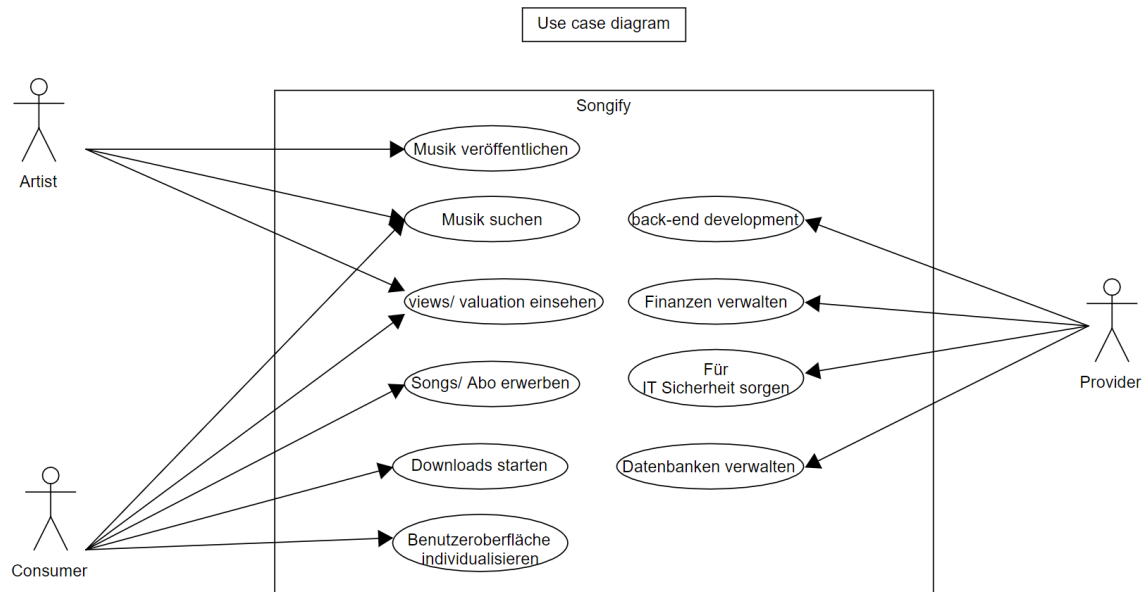 Use case diagram
Songify
Artist
Musik veröffentlichen
Musik suchen
back-end development
views/ valuation einsehen
Finanzen verwalten
Für
IT Sicherheit sorgen
Provider
Songs/ Abo erwerben
Downloads starten
Datenbanken verwalten
Benutzeroberfläche
individualisieren
Consumer